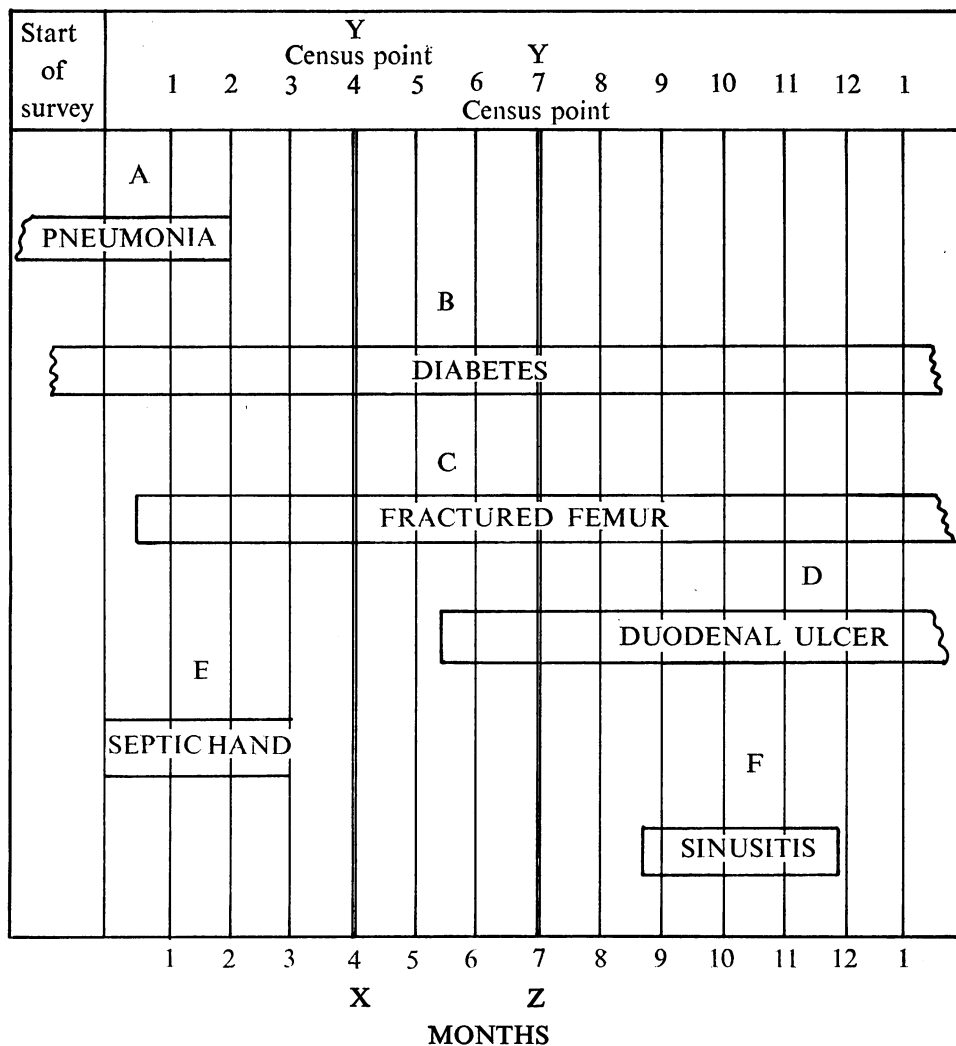 Start
of
survey
Y
Census point
Y
1 2 3 4 5 6 7 8 9 10 11 12 1
Census point
A
PNEUMONIA
B
DIABETES
C
FRACTURED FEMUR
D
DUODENAL ULCER
E
SEPTIC HAND
F
SINUSITIS
1 2 3 4 5 6 7 8 9 10 11 12 1
X Z
MONTHS